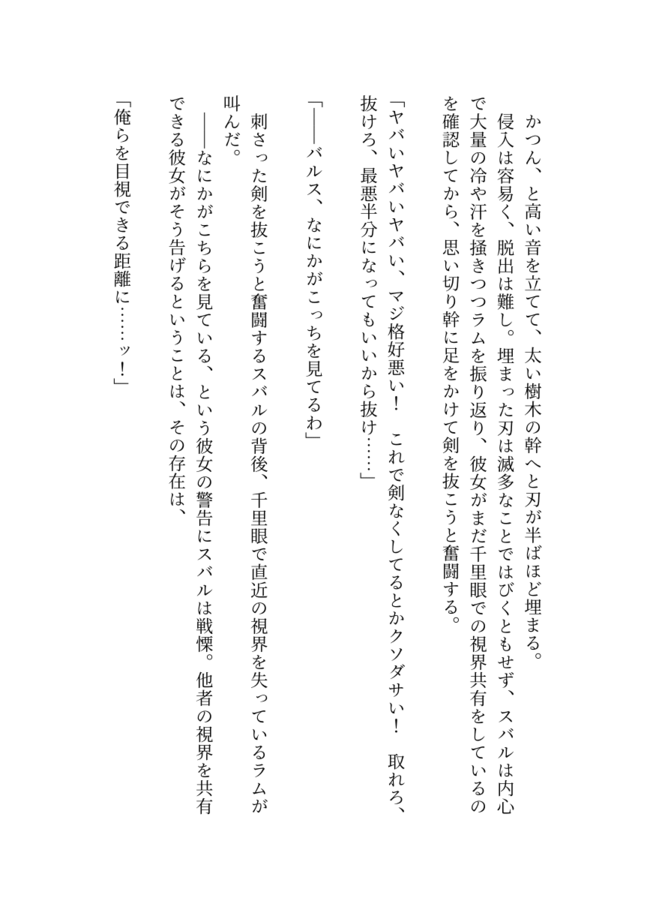 かつん、と高い音を立てて、太い樹木の幹へと刃が半ばほど埋まる。
　侵入は容易く、脱出は難し。埋まった刃は滅多なことではびくともせず、スバルは内心
で大量の冷や汗を掻きつつラムを振り返り、彼女がまだ千里眼での視界共有をしているの
を確認してから、思い切り幹に足をかけて剣を抜こうと奮闘する。
「ヤバいヤバいヤバい、マジ格好悪い！　これで剣なくしてるとかクソダサい！　取れろ、
抜けろ、最悪半分になってもいいから抜け……」
「――バルス、なにかがこっちを見てるわ」
　刺さった剣を抜こうと奮闘するスバルの背後、千里眼で直近の視界を失っているラムが
叫んだ。
　――なにかがこちらを見ている、という彼女の警告にスバルは戦慄。他者の視界を共有
できる彼女がそう告げるということは、その存在は、
「俺らを目視できる距離に……ッ！」